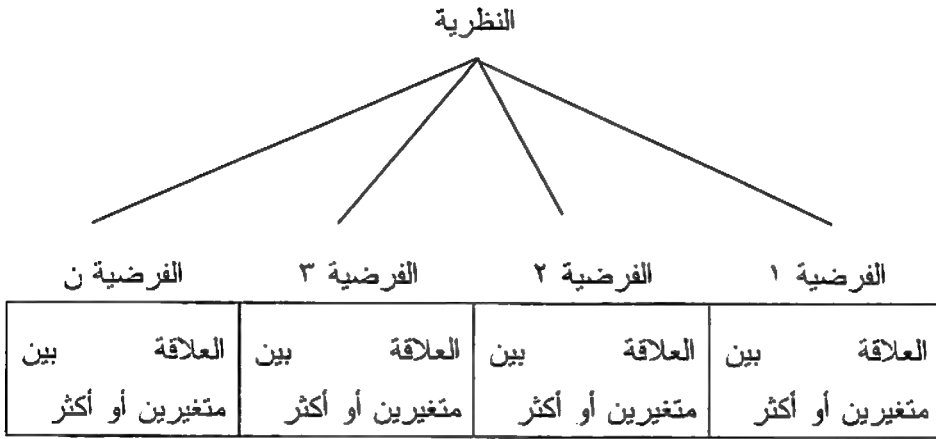 النظرية
الفرضية ١ الفرضية ٢ الفرضية ٣ الفرضية ن
العلاقة بين العلاقة بين العلاقة بين العلاقة بين
متغيرين أو أكثر متغيرين أو أكثر متغيرين أو أكثر متغيرين أو أكثر